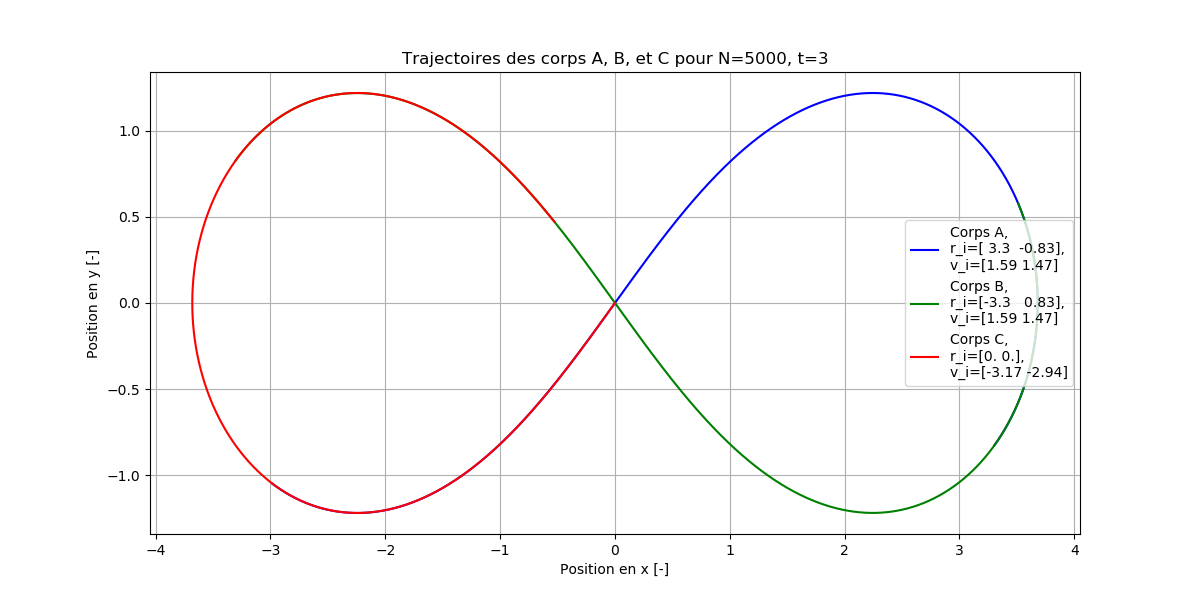 Trajectoires des corps A, B, et C pour N=5000, t=3
1.0
0.5
0.0
−0.5
−1.0
Position en y [-]
−4
−3
−2
−1
0
1
2
3
4
Position en x [-]
Corps A,
r_i=[ 3.3  -0.83],
v_i=[1.59 1.47]
Corps B,
r_i=[-3.3   0.83],
v_i=[1.59 1.47]
Corps C,
r_i=[0. 0.],
v_i=[-3.17 -2.94]